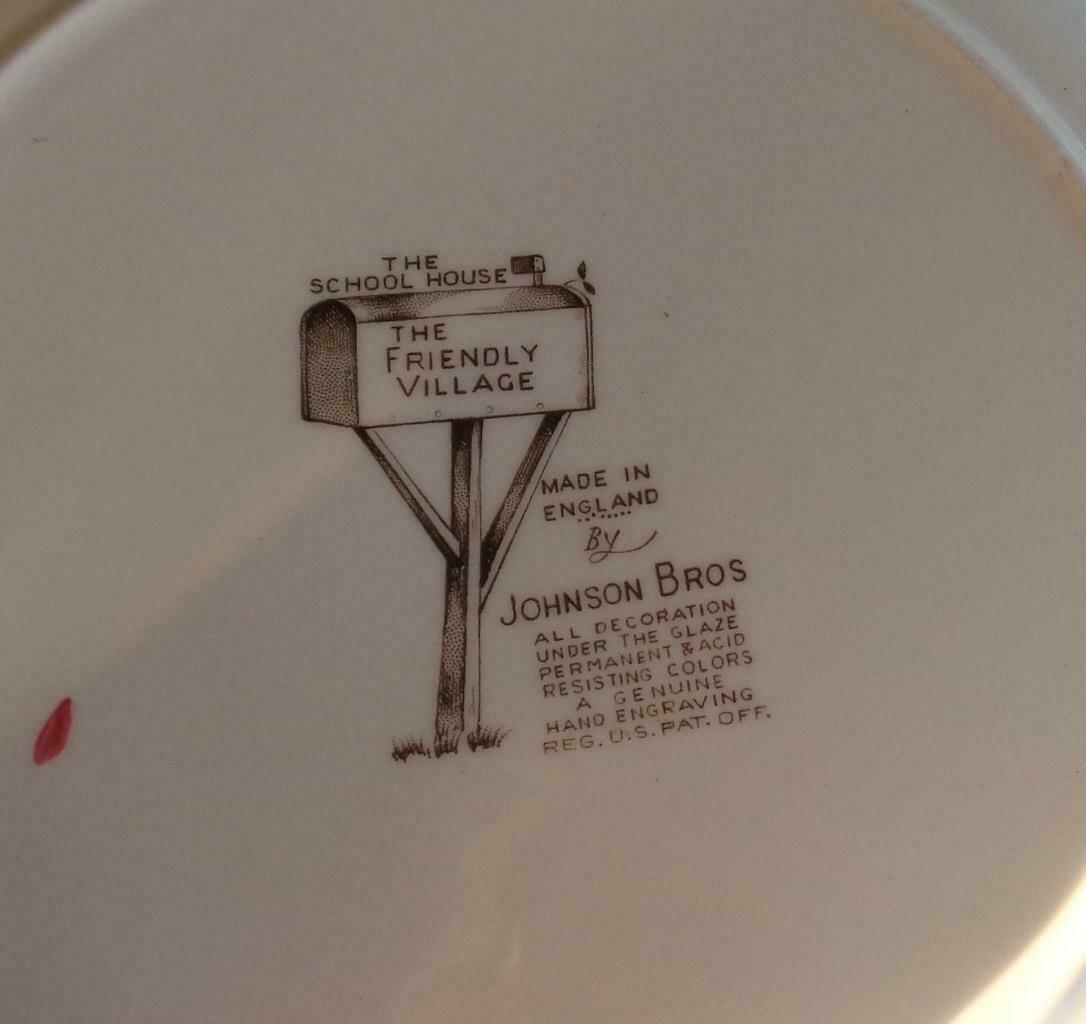 THE
SCHOOL HOUSE
THE
FRIENDLY
VILLAGE
MADE IN
ENGLAND
By
JOHNSON BROS
ALL DECORATION
UNDER THE GLAZE
PERMANENT & ACID
RESISTING COLORS
A GENUINE
HAND ENGRAVING
REG. U.S. PAT. OFF.